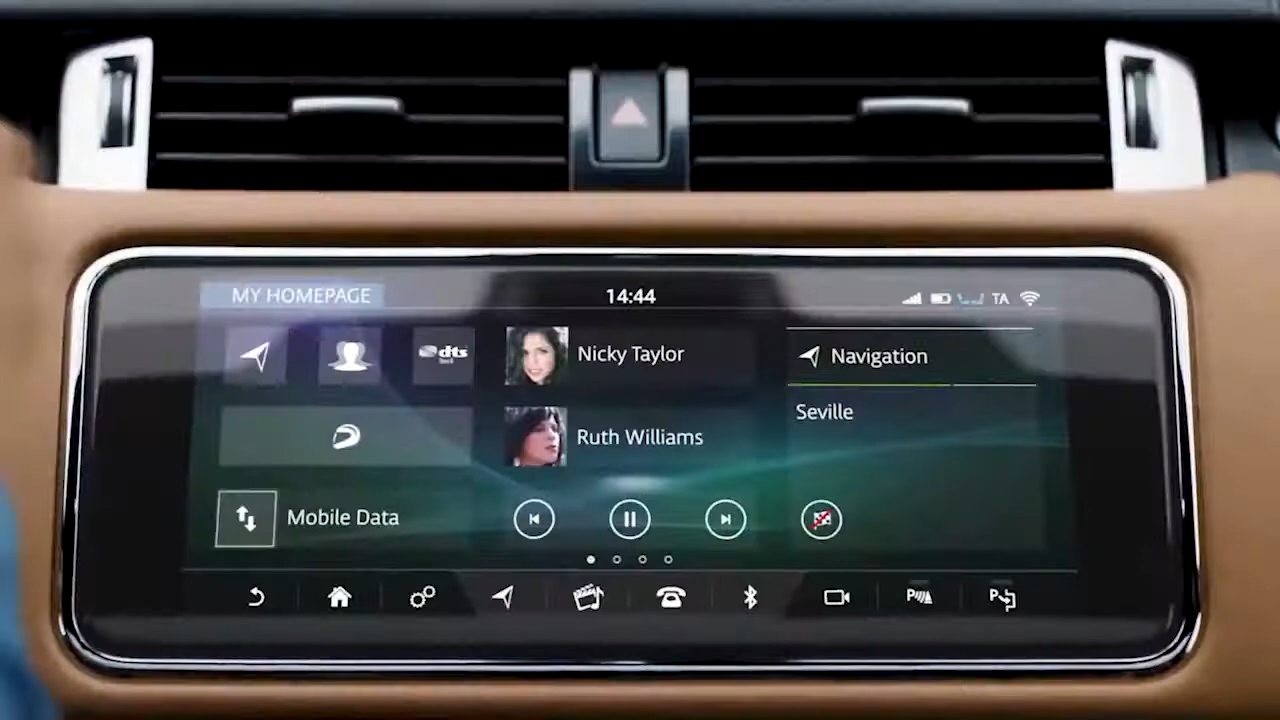 MY HOMEPAGE 14:44 TA
dts
Nicky Taylor
Navigation
Seville
Ruth Williams
Mobile Data
P P